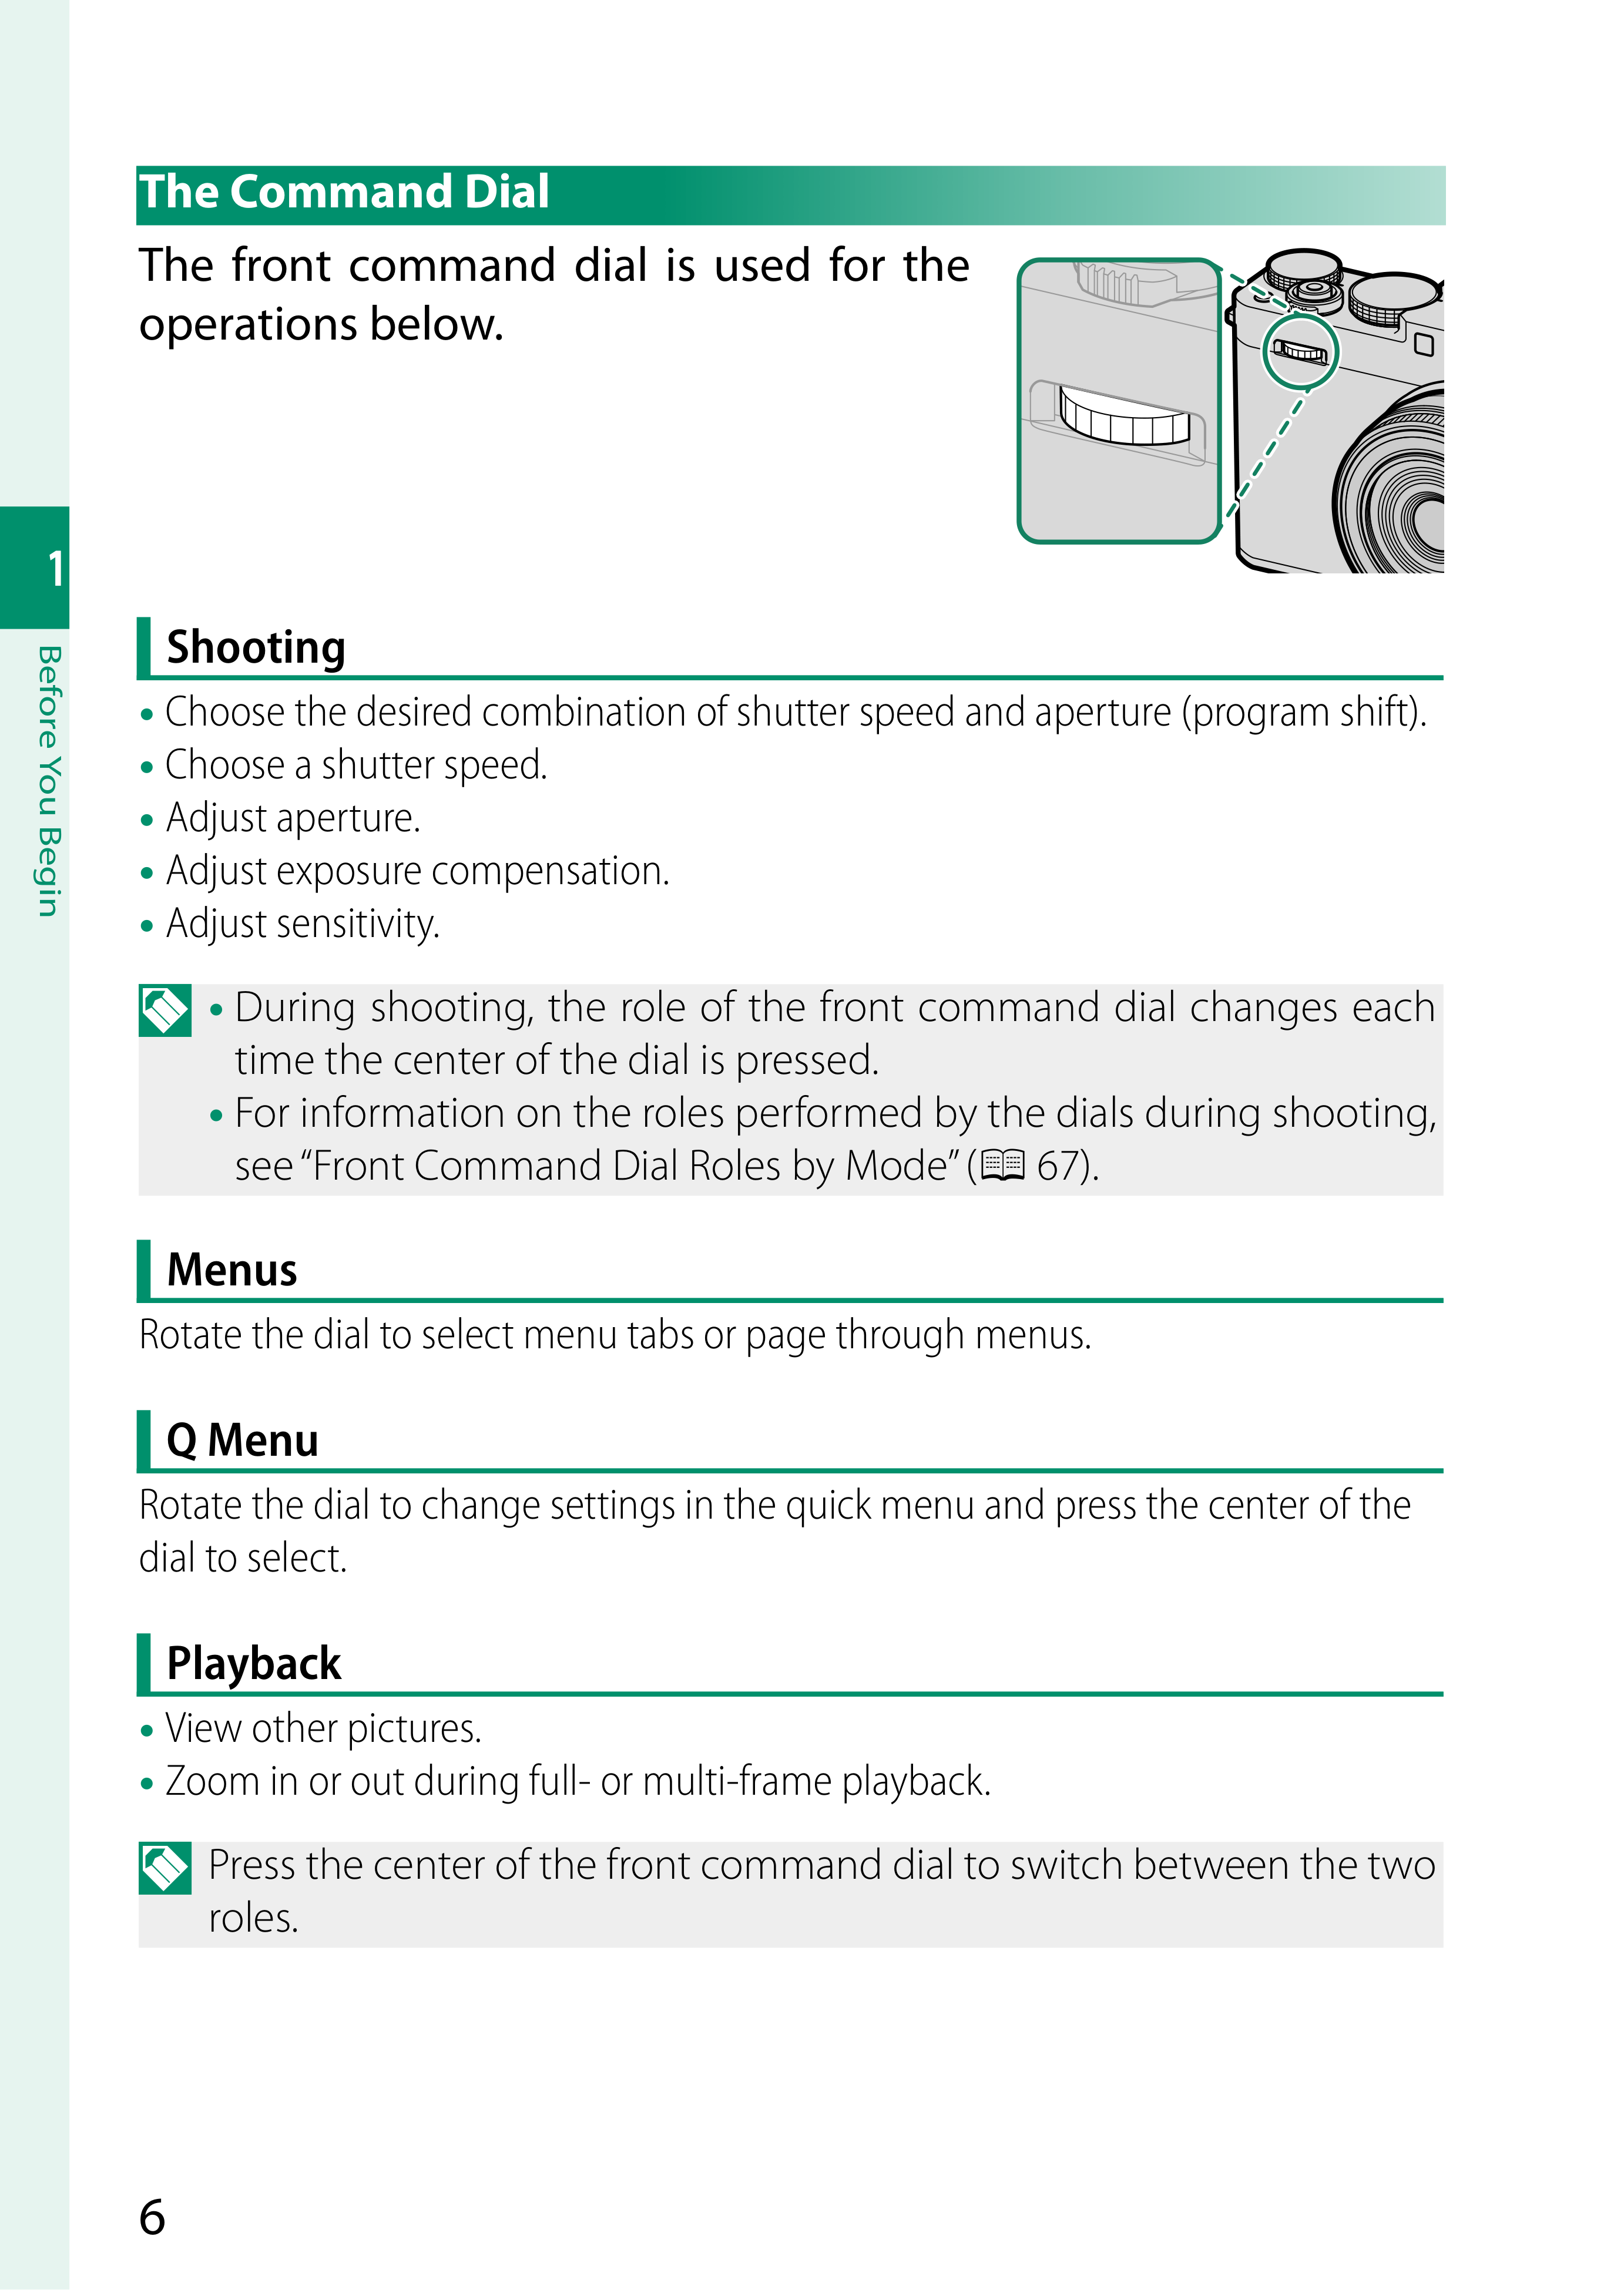 The Command Dial
The front command dial is used for the
operations below.
1
Before You Begin
Shooting
• Choose the desired combination of shutter speed and aperture (program shift).
• Choose a shutter speed.
• Adjust aperture.
• Adjust exposure compensation.
• Adjust sensitivity.
• During shooting, the role of the front command dial changes each
time the center of the dial is pressed.
• For information on the roles performed by the dials during shooting,
see “Front Command Dial Roles by Mode” (📖 67).
Menus
Rotate the dial to select menu tabs or page through menus.
Q Menu
Rotate the dial to change settings in the quick menu and press the center of the
dial to select.
Playback
• View other pictures.
• Zoom in or out during full- or multi-frame playback.
Press the center of the front command dial to switch between the two
roles.
6